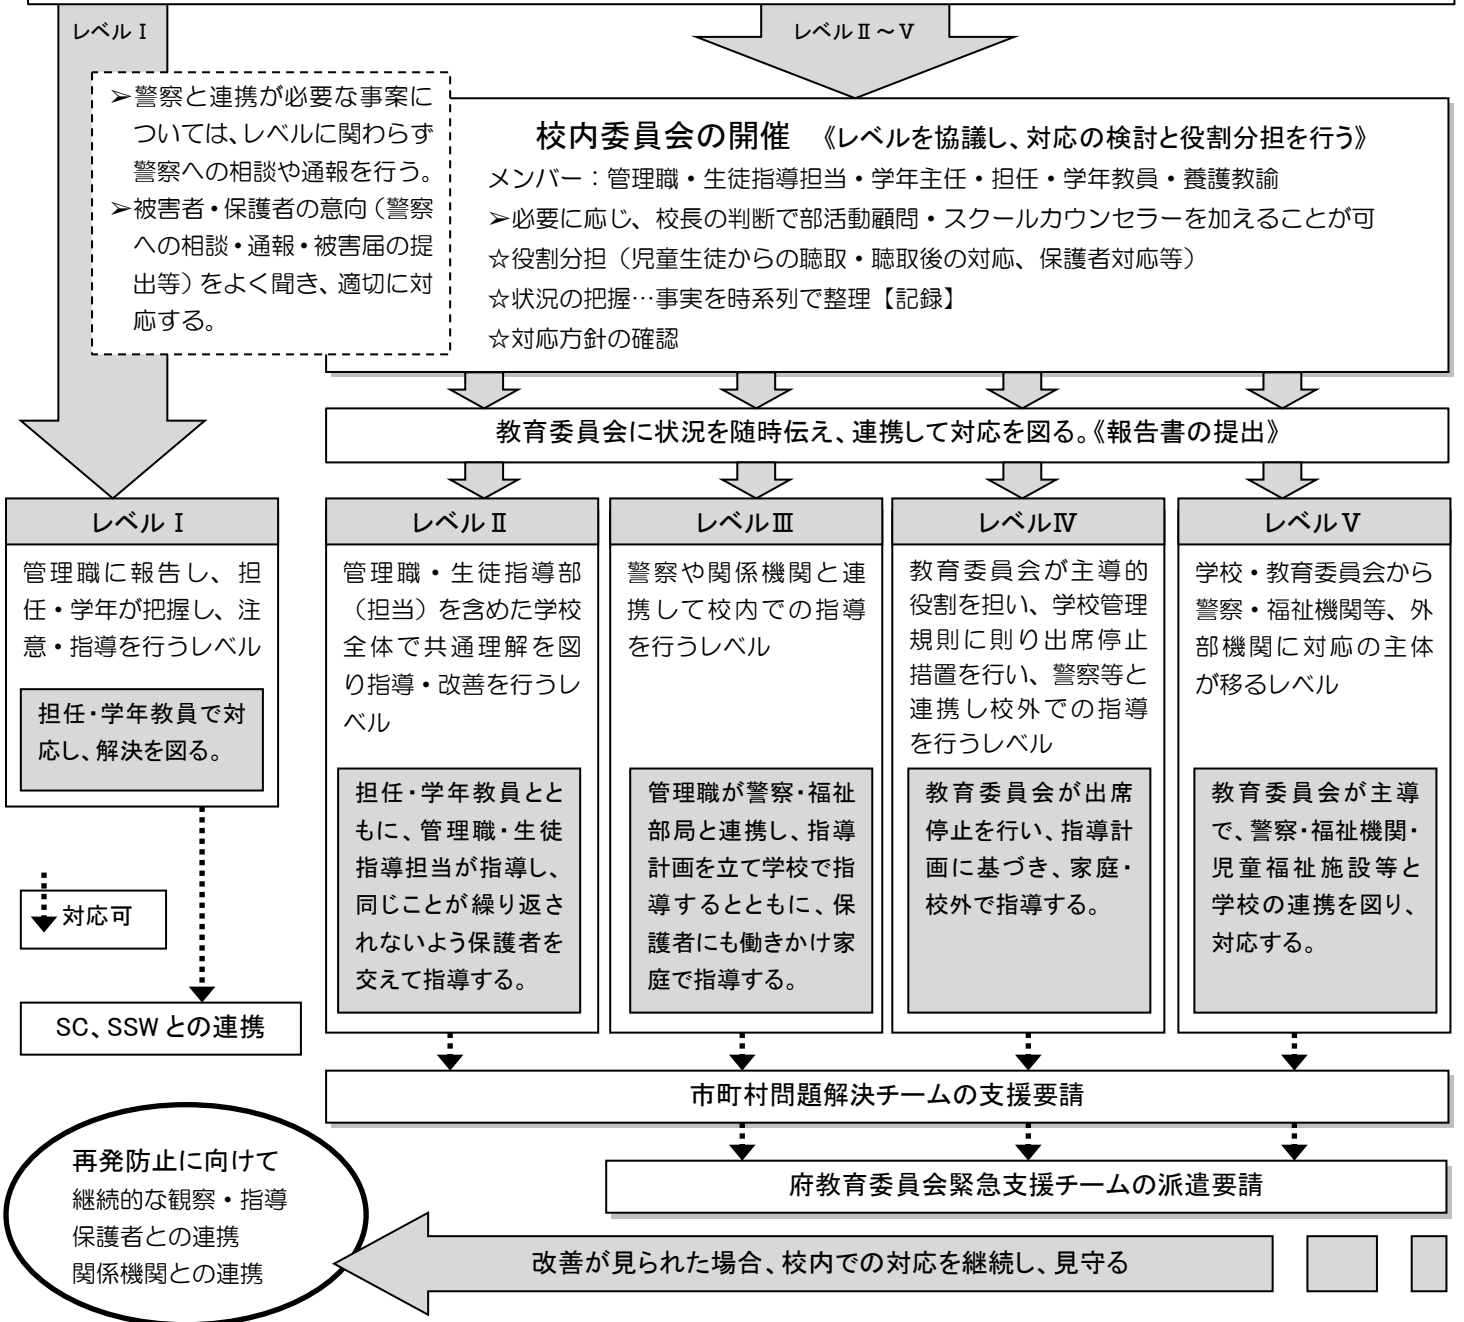 レベルⅠ
レベルⅡ～Ⅴ
➢警察と連携が必要な事案に
ついては、レベルに関わらず
警察への相談や通報を行う。
➢被害者・保護者の意向（警察
への相談・通報・被害届の提
出等）をよく聞き、適切に対
応する。
校内委員会の開催 《レベルを協議し、対応の検討と役割分担を行う》
メンバー：管理職・生徒指導担当・学年主任・担任・学年教員・養護教諭
➢必要に応じ、校長の判断で部活動顧問・スクールカウンセラーを加えることが可
☆役割分担（児童生徒からの聴取・聴取後の対応、保護者対応等）
☆状況の把握…事実を時系列で整理【記録】
☆対応方針の確認
教育委員会に状況を随時伝え、連携して対応を図る。《報告書の提出》
レベルⅠ
管理職に報告し、担
任・学年が把握し、注
意・指導を行うレベル
担任・学年教員で対
応し、解決を図る。
レベルⅡ
管理職・生徒指導部
（担当）を含めた学校
全体で共通理解を図
り指導・改善を行うレ
ベル
担任・学年教員とと
もに、管理職・生徒
指導担当が指導し、
同じことが繰り返さ
れないよう保護者を
交えて指導する。
レベルⅢ
警察や関係機関と連
携して校内での指導
を行うレベル
管理職が警察・福祉
部局と連携し、指導
計画を立て学校で指
導するとともに、保
護者にも働きかけ家
庭で指導する。
レベルⅣ
教育委員会が主導的
役割を担い、学校管理
規則に則り出席停止
措置を行い、警察等と
連携し校外での指導
を行うレベル
教育委員会が出席
停止を行い、指導計
画に基づき、家庭・
校外で指導する。
レベルⅤ
学校・教育委員会から
警察・福祉機関等、外
部機関に対応の主体
が移るレベル
教育委員会が主導
で、警察・福祉機関・
児童福祉施設等と
学校の連携を図り、
対応する。
対応可
SC、SSWとの連携
市町村問題解決チームの支援要請
府教育委員会緊急支援チームの派遣要請
再発防止に向けて
継続的な観察・指導
保護者との連携
関係機関との連携
改善が見られた場合、校内での対応を継続し、見守る